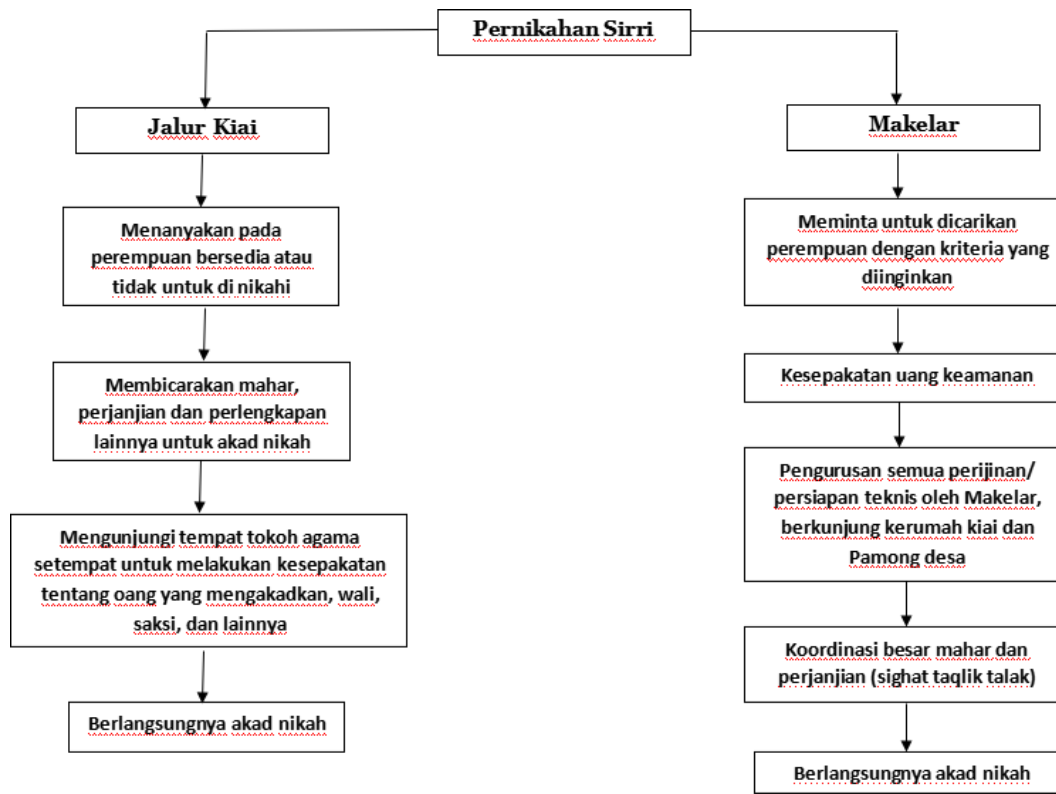 Pernikahan Sirri
Jalur Kiai
Menanyakan pada
perempuan bersedia atau
tidak untuk di nikahi
Membicarakan mahar,
perjanjian dan perlengkapan
lainnya untuk akad nikah
Mengunjungi tempat tokoh agama
setempat untuk melakukan kesepakatan
tentang oang yang mengakadkan, wali,
saksi, dan lainnya
Berlangsungnya akad nikah
Makelar
Meminta untuk dicarikan
perempuan dengan kriteria yang
diinginkan
Kesepakatan uang keamanan
Pengurusan semua perijinan/
persiapan teknis oleh Makelar,
berkunjung kerumah kiai dan
Pamong desa
Koordinasi besar mahar dan
perjanjian (sighat taqlik talak)
Berlangsungnya akad nikah